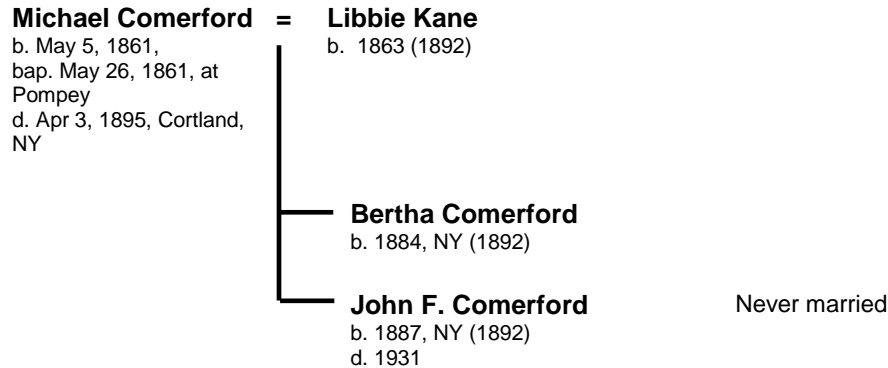 Michael Comerford = Libbie Kane
b. May 5, 1861,
bap. May 26, 1861, at
Pompey
d. Apr 3, 1895, Cortland,
NY
b. 1863 (1892)
Bertha Comerford
b. 1884, NY (1892)
John F. Comerford Never married
b. 1887, NY (1892)
d. 1931